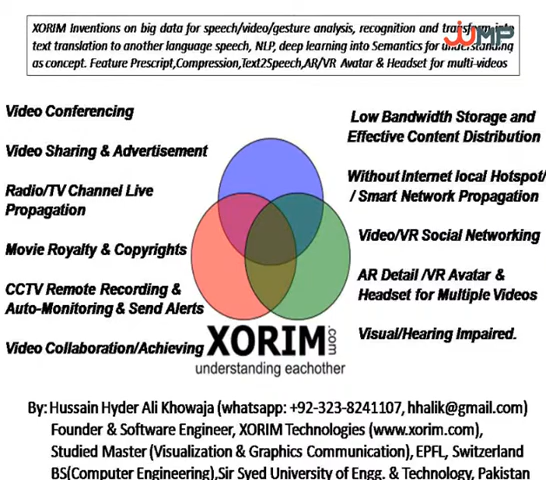 XORIM Inventions on big data for speech/video/gesture analysis, recognition and transform into
text translation to another language speech, NLP, deep learning into Semantics for understanding
as concept. Feature Prescript,Compression,Text2Speech,AR/VR Avatar & Headset for multi-videos
JUMP
Video Conferencing
Video Sharing & Advertisement
Radio/TV Channel Live
Propagation
Movie Royalty & Copyrights
CCTV Remote Recording &
Auto-Monitoring & Send Alerts
Video Collaboration/Achieving
Low Bandwidth Storage and
Effective Content Distribution
Without Internet local Hotspot/
/ Smart Network Propagation
Video/VR Social Networking
AR Detail /VR Avatar &
Headset for Multiple Videos
Visual/Hearing Impaired.
XORIM.com
understanding eachother
By: Hussain Hyder Ali Khowaja (whatsapp: +92-323-8241107, hhalik@gmail.com)
Founder & Software Engineer, XORIM Technologies (www.xorim.com),
Studied Master (Visualization & Graphics Communication), EPFL, Switzerland
BS(Computer Engineering),Sir Syed University of Engg. & Technology, Pakistan